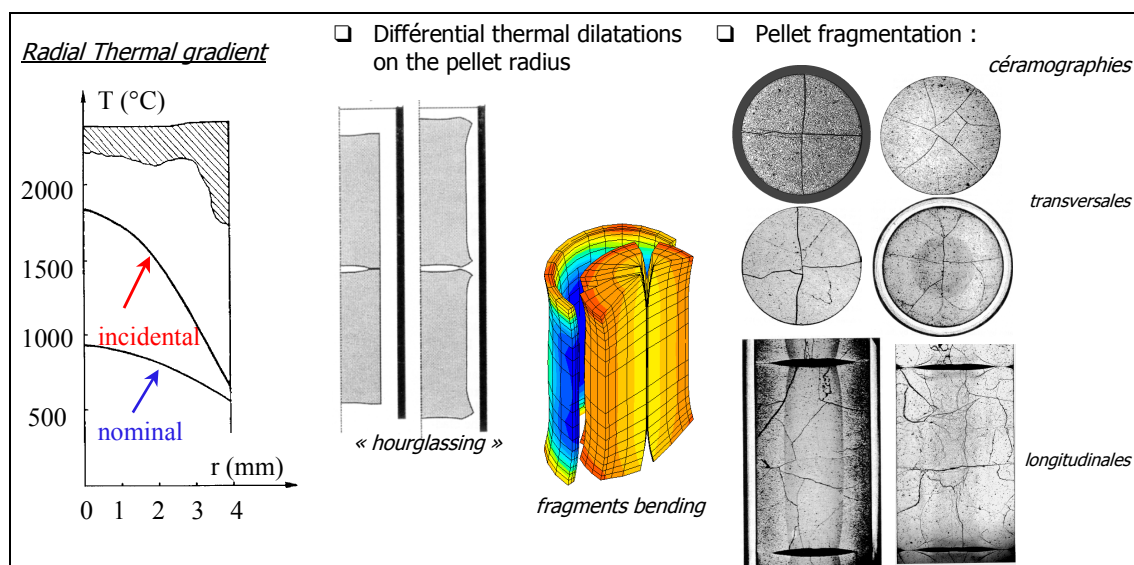 Radial Thermal gradient
T (°C)
2000
1500
1000
500
incidental
nominal
r (mm)
0 1 2 3 4
❑ Différential thermal dilatations
on the pellet radius
« hourglassing »
fragments bending
❑ Pellet fragmentation :
céramographies
transversales
longitudinales